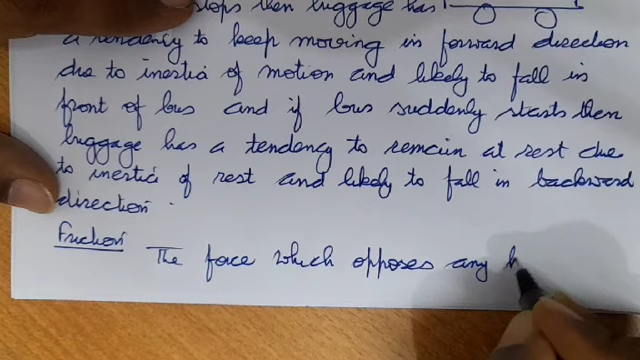 stops then luggage has
a tendency to keep moving in forward direction
due to inertia of motion and likely to fall in
front of bus and if bus suddenly starts then
luggage has a tendency to remain at rest due
to inertia of rest and likely to fall in backward
direction.
Friction The force which opposes any